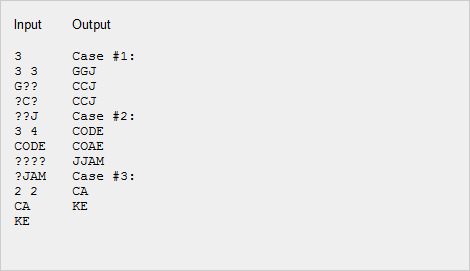 Input Output
3 Case #1:
3 3 GGJ
G?? CCJ
?C? CCJ
??J Case #2:
3 4 CODE
CODE COAE
???? JJAM
?JAM Case #3:
2 2 CA
CA KE
KE